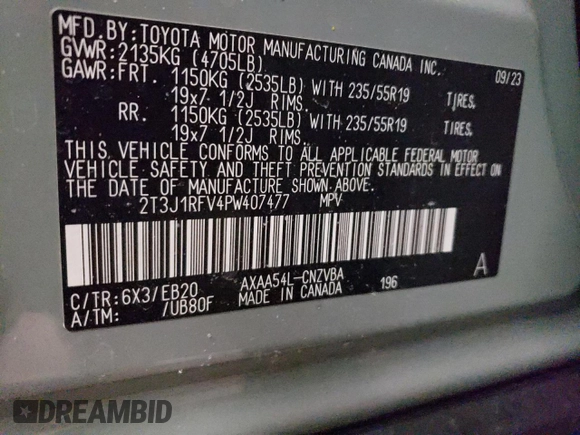 MFD.BY:TOYOTA MOTOR MANUFACTURING CANADA INC.
GVWR:2135KG (4705LB) 09/23
GAWR:FRT. 1150KG (2535LB) WITH 235/55R19 TIRES,
19x7 1/2J RIMS.
RR. 1150KG (2535LB) WITH 235/55R19 TIRES,
19x7 1/2J RIMS.
THIS VEHICLE CONFORMS TO ALL APPLICABLE FEDERAL MOTOR
VEHICLE SAFETY AND THEFT PREVENTION STANDARDS IN EFFECT ON
THE DATE OF MANUFACTURE SHOWN ABOVE.
2T3J1RFV4PW407477 MPV
C/TR:6X3/EB20 AXAA54L-CNZVBA 196 A
A/TM: /UB80F MADE IN CANADA
DREAMBID